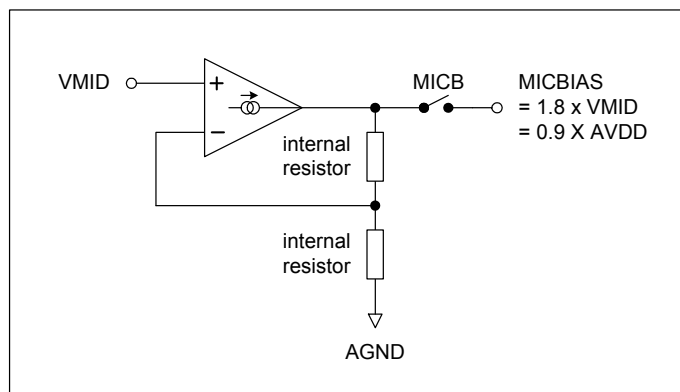 VMID
+
−
MICB
MICBIAS
= 1.8 x VMID
= 0.9 X AVDD
internal
resistor
internal
resistor
AGND